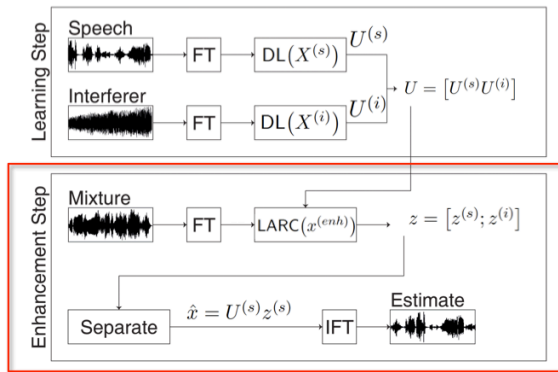 Learning Step
Speech
FT
DL(X^{(s)})
U^{(s)}
Interferer
FT
DL(X^{(i)})
U^{(i)}
U = [U^{(s)}U^{(i)}]
Enhancement Step
Mixture
FT
LARC(x^{(enh)})
z = [z^{(s)}; z^{(i)}]
Separate
x̂ = U^{(s)}z^{(s)}
IFT
Estimate